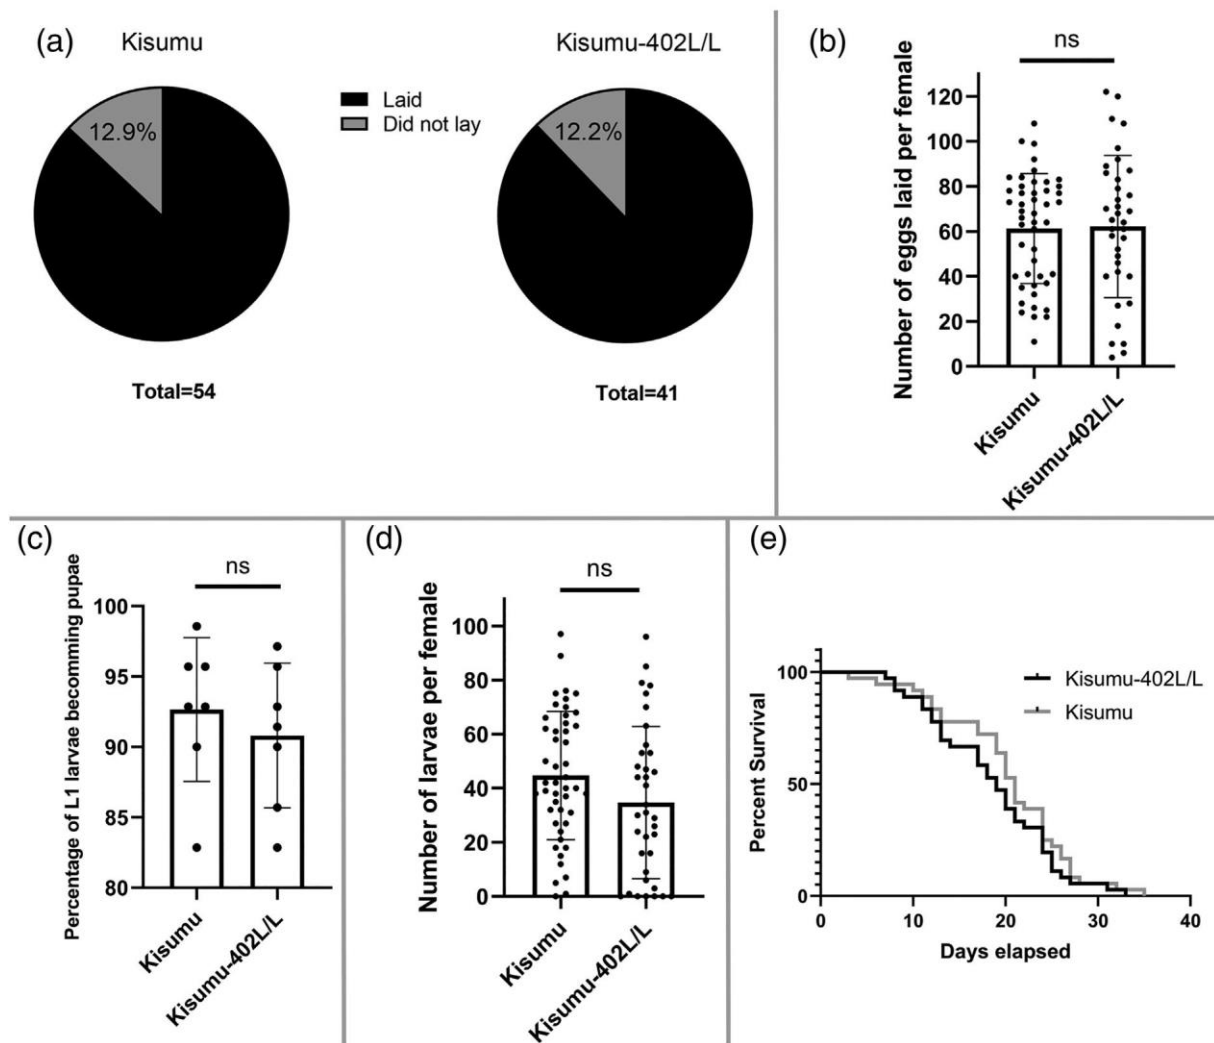 (a)
Kisumu
Kisumu-402L/L
Laid
Did not lay
12.9%
12.2%
Total=54
Total=41
(b)
ns
Number of eggs laid per female
120
100
80
60
40
20
0
Kisumu
Kisumu-402L/L
(c)
ns
Percentage of L1 larvae becomming pupae
100
95
90
85
80
Kisumu
Kisumu-402L/L
(d)
ns
Number of larvae per female
100
80
60
40
20
0
Kisumu
Kisumu-402L/L
(e)
Percent Survival
100
50
0
Kisumu-402L/L
Kisumu
0 10 20 30 40
Days elapsed